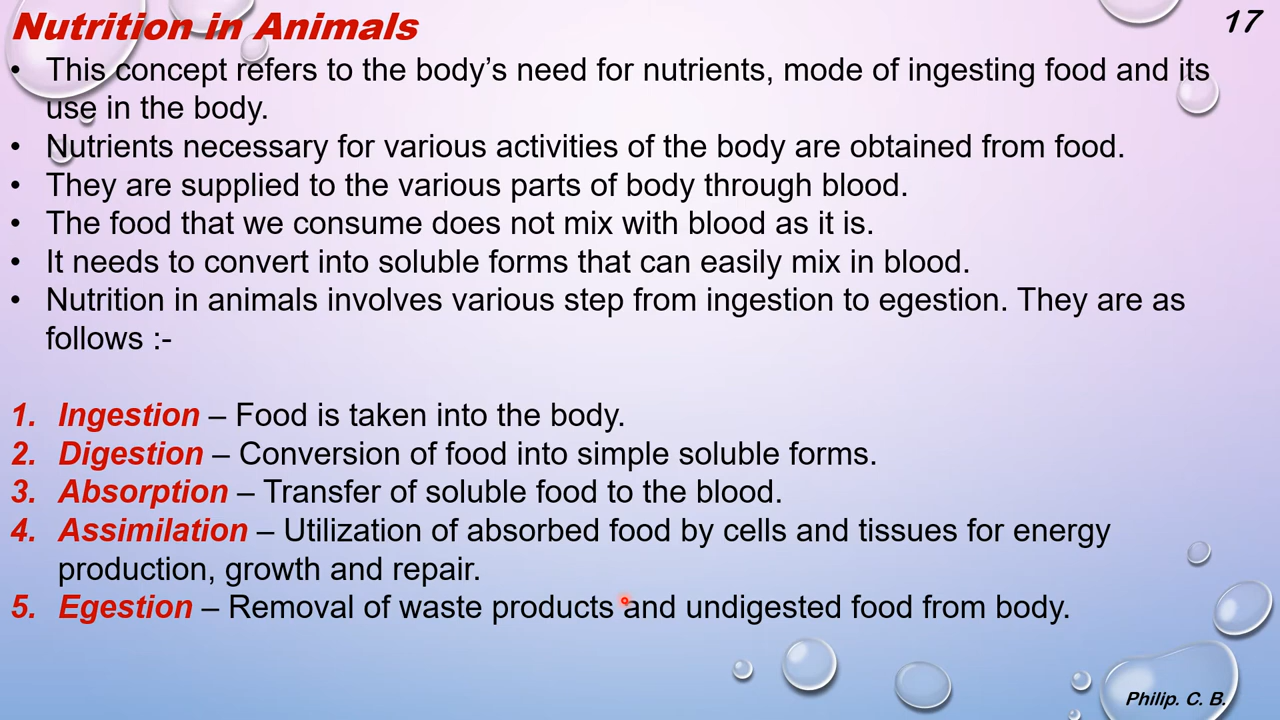 Nutrition in Animals
17
• This concept refers to the body’s need for nutrients, mode of ingesting food and its
use in the body.
• Nutrients necessary for various activities of the body are obtained from food.
• They are supplied to the various parts of body through blood.
• The food that we consume does not mix with blood as it is.
• It needs to convert into soluble forms that can easily mix in blood.
• Nutrition in animals involves various step from ingestion to egestion. They are as
follows :-
1. Ingestion – Food is taken into the body.
2. Digestion – Conversion of food into simple soluble forms.
3. Absorption – Transfer of soluble food to the blood.
4. Assimilation – Utilization of absorbed food by cells and tissues for energy
production, growth and repair.
5. Egestion – Removal of waste products and undigested food from body.
Philip. C. B.